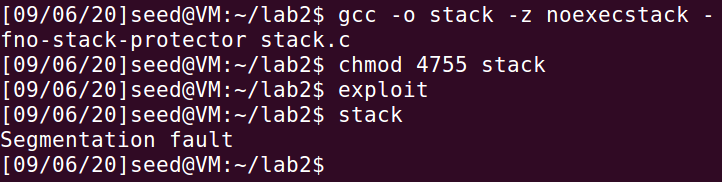 [09/06/20]seed@VM:~/lab2$ gcc -o stack -z noexecstack -
fno-stack-protector stack.c
[09/06/20]seed@VM:~/lab2$ chmod 4755 stack
[09/06/20]seed@VM:~/lab2$ exploit
[09/06/20]seed@VM:~/lab2$ stack
Segmentation fault
[09/06/20]seed@VM:~/lab2$